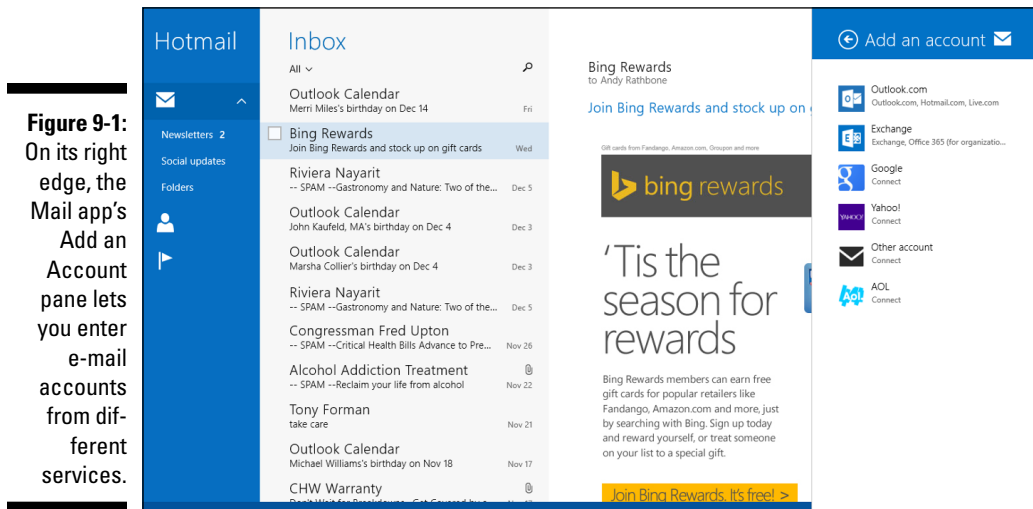 Figure 9-1:
On its right
edge, the
Mail app's
Add an
Account
pane lets
you enter
e-mail
accounts
from dif-
ferent
services.
Hotmail
Newsletters 2
Social updates
Folders
Inbox
All
Outlook Calendar
Merri Miles's birthday on Dec 14 Fri
Bing Rewards
Join Bing Rewards and stock up on gift cards Wed
Riviera Nayarit
-- SPAM --Gastronomy and Nature: Two of the... Dec 5
Outlook Calendar
John Kaufeld, MA's birthday on Dec 4 Dec 3
Outlook Calendar
Marsha Collier's birthday on Dec 4 Dec 3
Riviera Nayarit
-- SPAM --Gastronomy and Nature: Two of the... Dec 5
Congressman Fred Upton
-- SPAM --Critical Health Bills Advance to Pre... Nov 26
Alcohol Addiction Treatment
-- SPAM --Reclaim your life from alcohol Nov 22
Tony Forman
take care Nov 21
Outlook Calendar
Michael Williams's birthday on Nov 18 Nov 17
CHW Warranty
Bing Rewards
to Andy Rathbone
Join Bing Rewards and stock up on
Gift cards from Fandango, Amazon.com, Groupon and more
bing rewards
'Tis the
season for
rewards
Bing Rewards members can earn free
gift cards for popular retailers like
Fandango, Amazon.com and more, just
by searching with Bing. Sign up today
and reward yourself, or treat someone
on your list to a special gift.
Join Bing Rewards. It's free! >
Add an account
Outlook.com
Outlook.com, Hotmail.com, Live.com
Exchange
Exchange, Office 365 (for organizatio...
Google
Connect
YAHOO!
Yahoo!
Connect
Other account
Connect
Aol.
AOL
Connect